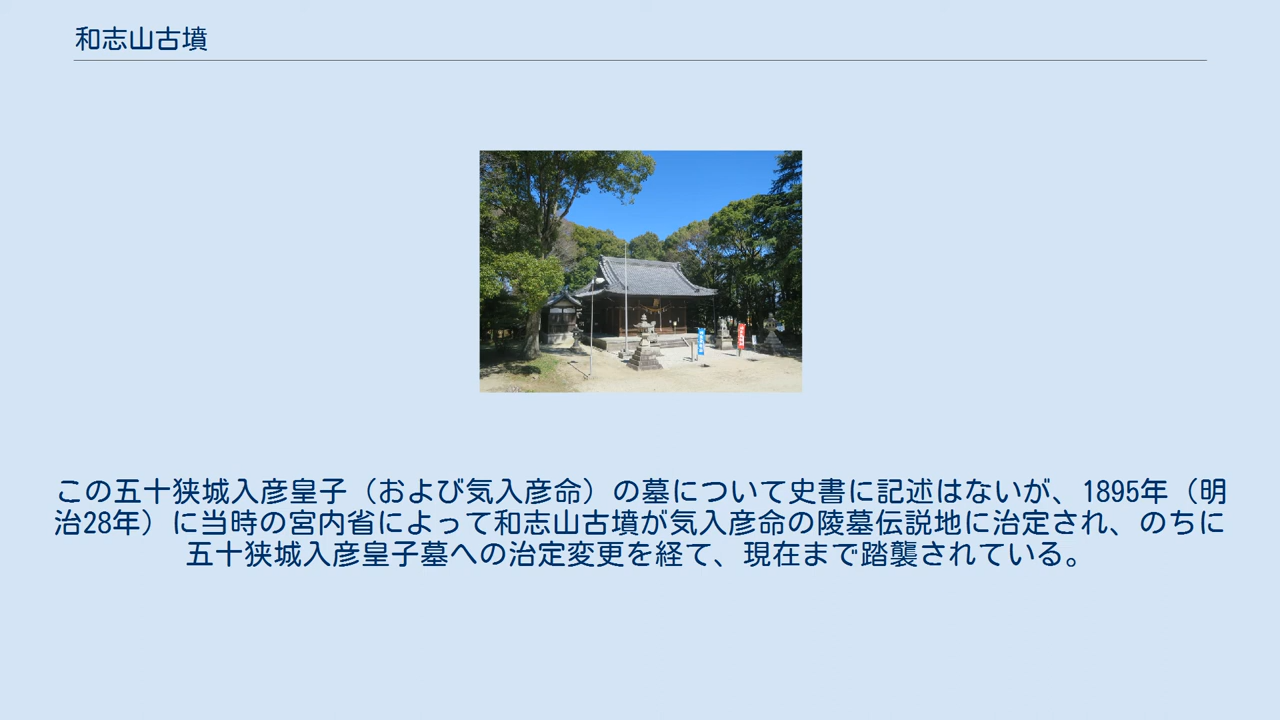 和志山古墳
この五十狭城入彦皇子（および気入彦命）の墓について史書に記述はないが、1895年（明
治28年）に当時の宮内省によって和志山古墳が気入彦命の陵墓伝説地に治定され、のちに
五十狭城入彦皇子墓への治定変更を経て、現在まで踏襲されている。